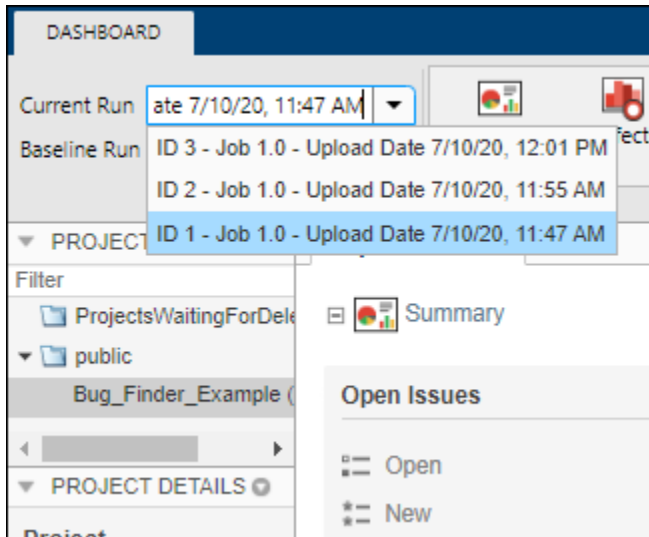 DASHBOARD
Current Run ate 7/10/20, 11:47 AM
Baseline Run
ID 3 - Job 1.0 - Upload Date 7/10/20, 12:01 PM
ID 2 - Job 1.0 - Upload Date 7/10/20, 11:55 AM
ID 1 - Job 1.0 - Upload Date 7/10/20, 11:47 AM
PROJECT
Filter
ProjectsWaitingForDele
public
Bug_Finder_Example (
Summary
Open Issues
Open
New
PROJECT DETAILS
Project